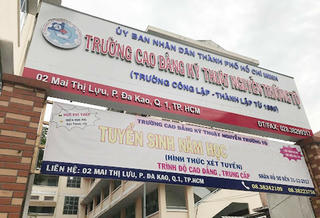 ỦY BAN NHÂN DÂN THÀNH PHỐ HỒ CHÍ MINH
TRƯỜNG CAO ĐẲNG KỸ THUẬT NGUYỄN TRƯỜNG TỘ
(TRƯỜNG CÔNG LẬP - THÀNH LẬP TỪ
02 MAI THỊ LỰU, P. ĐA KAO, Q. 1, TP. HCM
ĐT/FAX: 028.38290317
TRƯỜNG CAO ĐẲNG KỸ THUẬT NGUYỄN TRƯỜNG TỘ
TUYỂN SINH NĂM HỌC
(HÌNH THỨC XÉT TUYỂN)
TRÌNH ĐỘ CAO ĐẲNG, TRUNG CẤP
LIÊN HỆ: 02 MAI THỊ LỰU, P. ĐA KAO, Q.1, TP.HCM